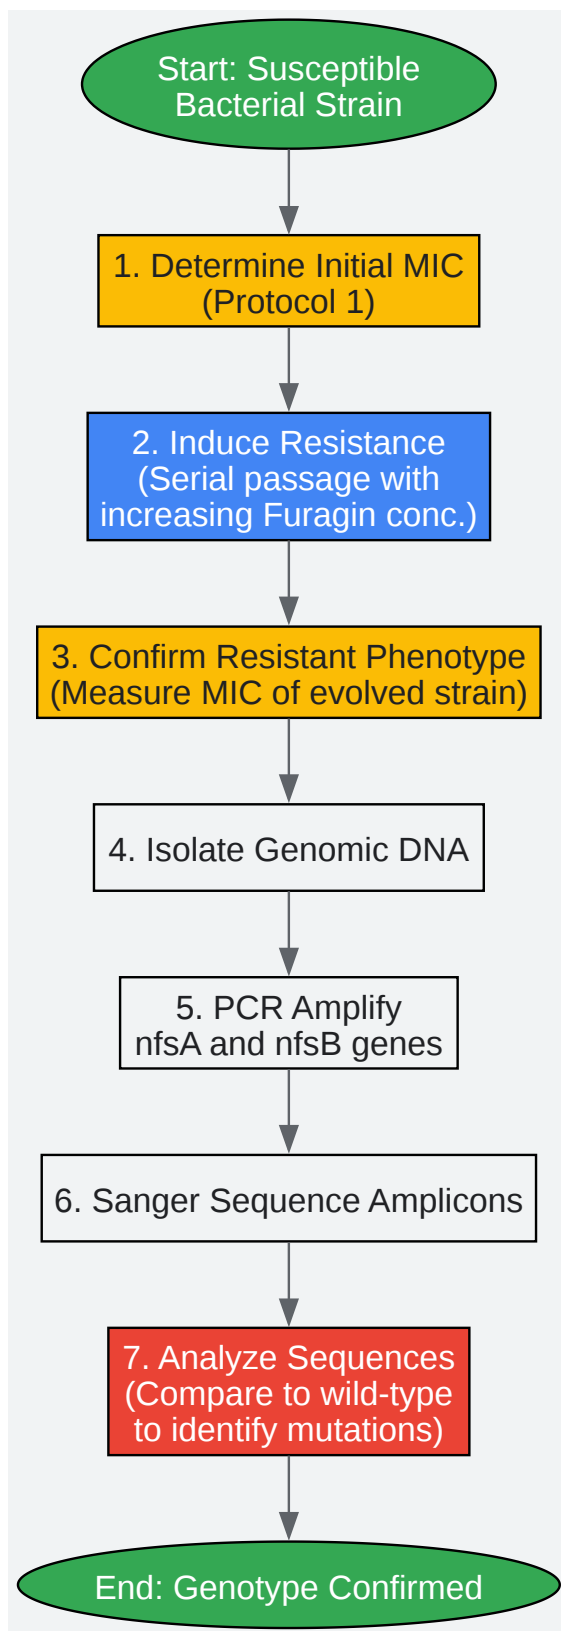 Start: Susceptible
Bacterial Strain
1. Determine Initial MIC
(Protocol 1)
2. Induce Resistance
(Serial passage with
increasing Furagin conc.)
3. Confirm Resistant Phenotype
(Measure MIC of evolved strain)
4. Isolate Genomic DNA
5. PCR Amplify
nfsA and nfsB genes
6. Sanger Sequence Amplicons
7. Analyze Sequences
(Compare to wild-type
to identify mutations)
End: Genotype Confirmed